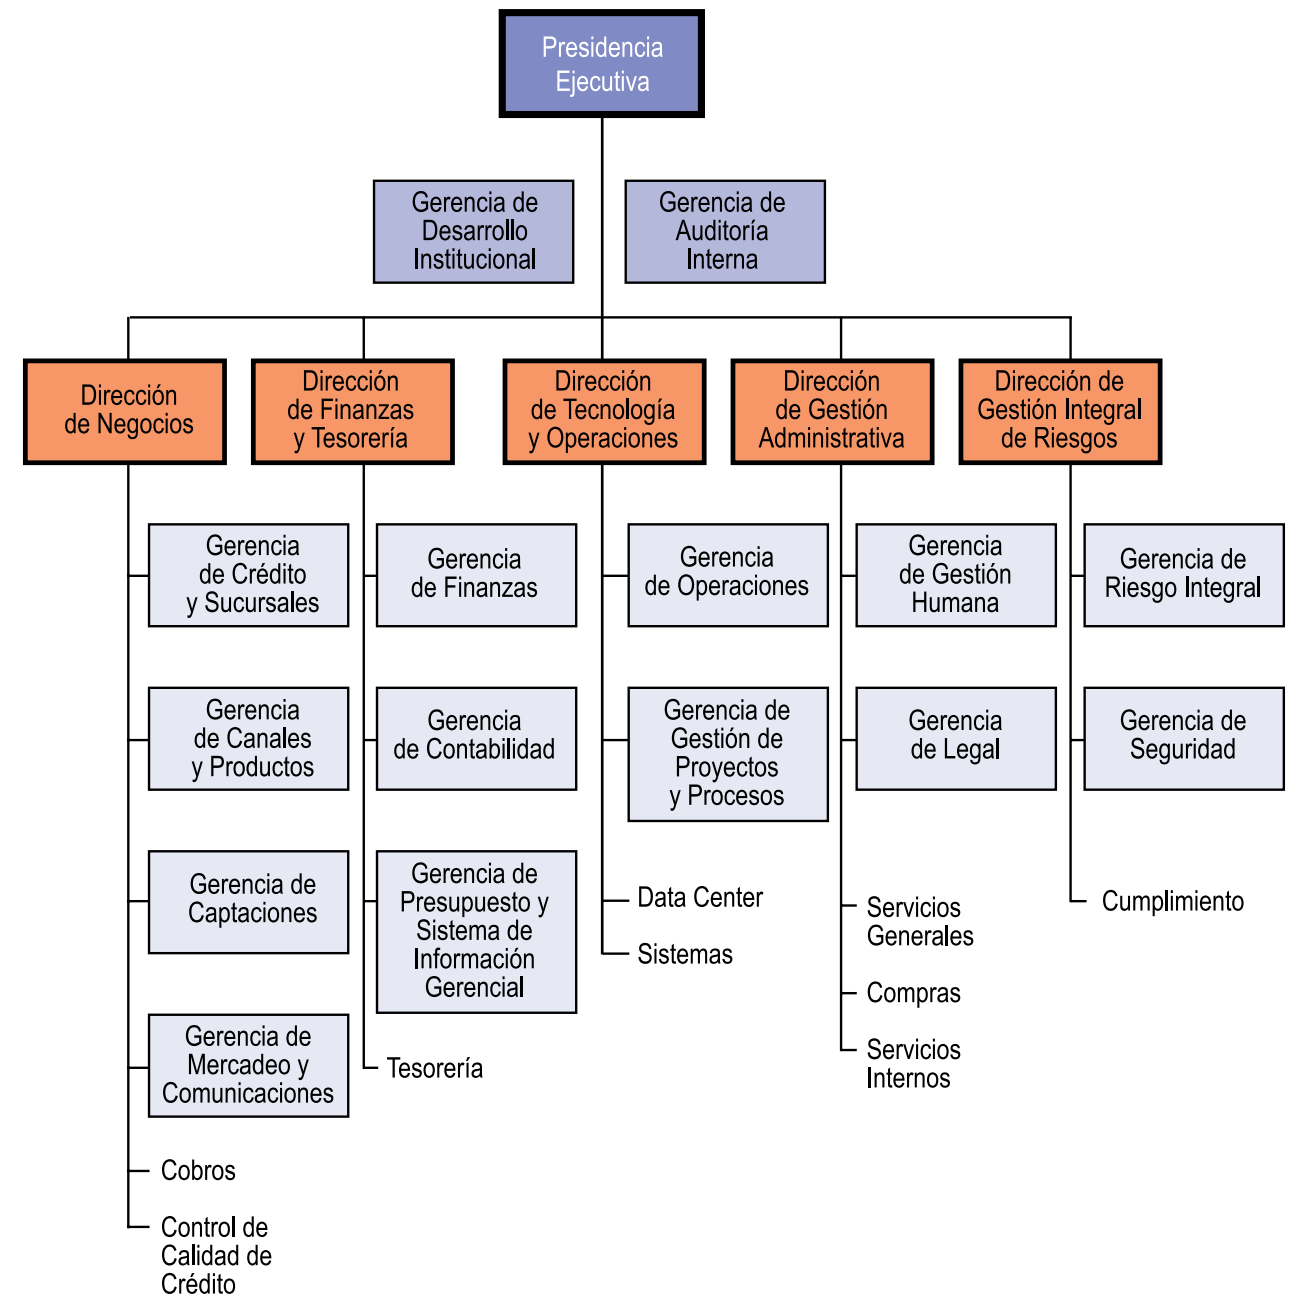 Presidencia
Ejecutiva
Gerencia de
Desarrollo
Institucional
Gerencia de
Auditoría
Interna
Dirección
de Negocios
Dirección
de Finanzas
y Tesorería
Dirección
de Tecnología
y Operaciones
Dirección
de Gestión
Administrativa
Dirección de
Gestión Integral
de Riesgos
Gerencia
de Crédito
y Sucursales
Gerencia
de Canales
y Productos
Gerencia de
Captaciones
Gerencia de
Mercadeo y
Comunicaciones
Cobros
Control de
Calidad de
Crédito
Gerencia
de Finanzas
Gerencia
de Contabilidad
Gerencia de
Presupuesto y
Sistema de
Información
Gerencial
Tesorería
Gerencia
de Operaciones
Gerencia de
Gestión de
Proyectos
y Procesos
Data Center
Sistemas
Gerencia
de Gestión
Humana
Gerencia
de Legal
Servicios
Generales
Compras
Servicios
Internos
Gerencia de
Riesgo Integral
Gerencia de
Seguridad
Cumplimiento